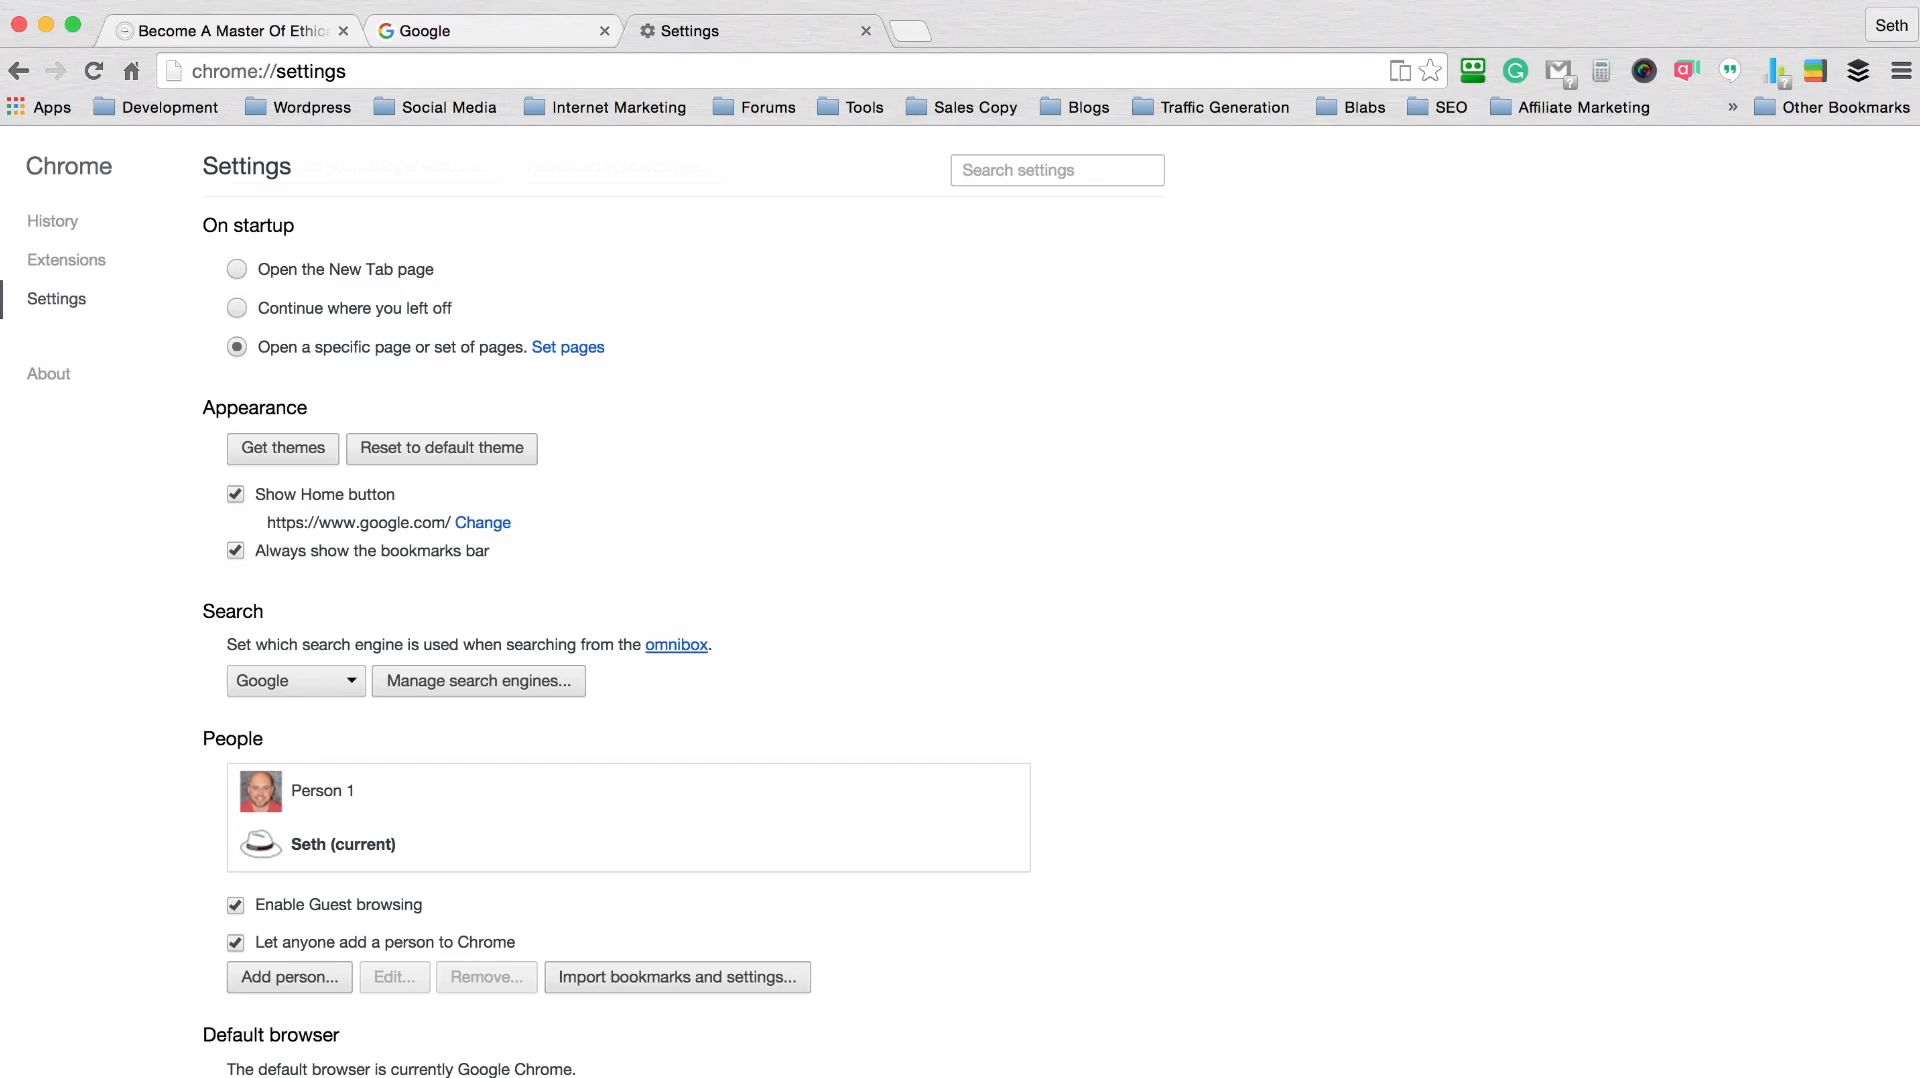 Become A Master Of Ethic
Google
Settings
Seth
chrome://settings
Apps
Development
Wordpress
Social Media
Internet Marketing
Forums
Tools
Sales Copy
Blogs
Traffic Generation
Blabs
SEO
Affiliate Marketing
»
Other Bookmarks
Chrome
History
Extensions
Settings
About
Settings
Search settings
On startup
Open the New Tab page
Continue where you left off
Open a specific page or set of pages. Set pages
Appearance
Get themes
Reset to default theme
Show Home button
https://www.google.com/ Change
Always show the bookmarks bar
Search
Set which search engine is used when searching from the omnibox.
Google
Manage search engines...
People
Person 1
Seth (current)
Enable Guest browsing
Let anyone add a person to Chrome
Add person...
Edit...
Remove...
Import bookmarks and settings...
Default browser
The default browser is currently Google Chrome.